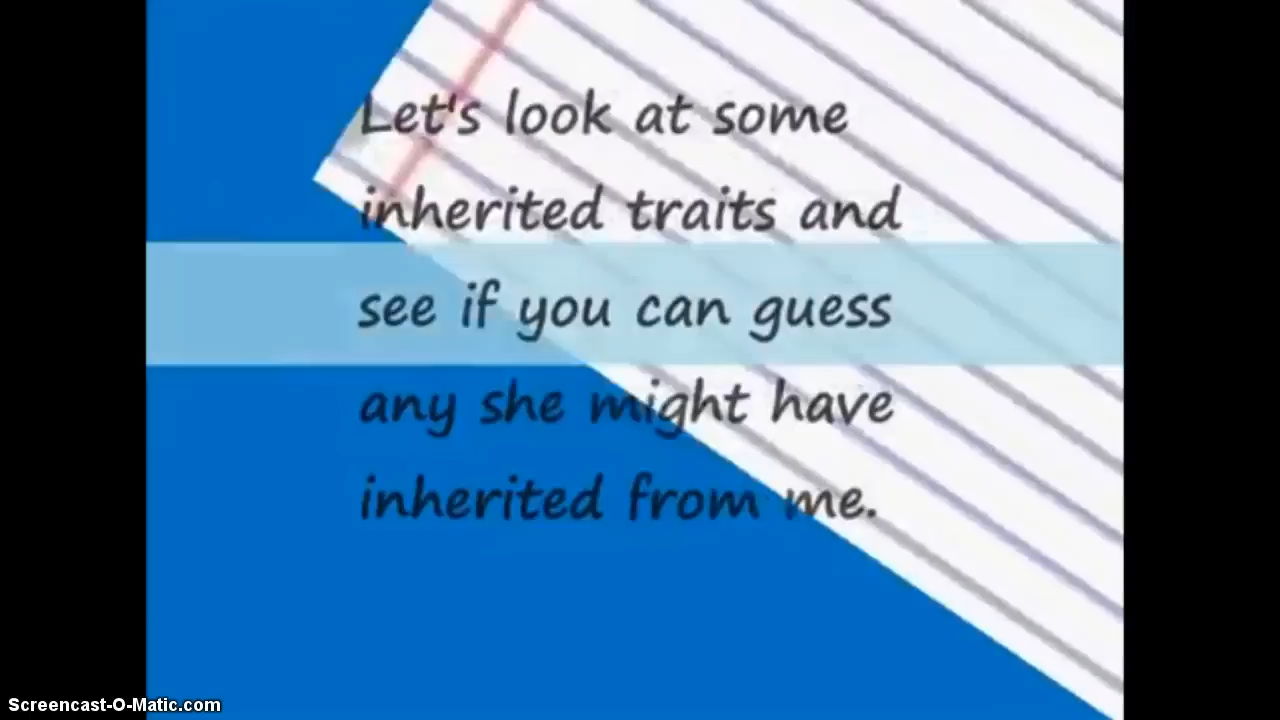 Let's look at some
inherited traits and
see if you can guess
any she might have
inherited from me.
Screencast-O-Matic.com